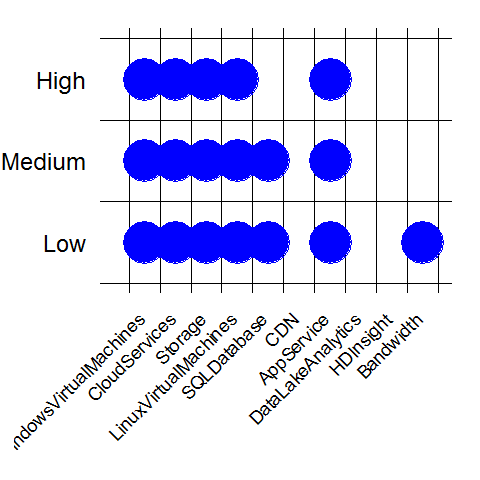 High
Medium
Low
ndowsVirtualMachines
CloudServices
Storage
LinuxVirtualMachines
SQLDatabase
CDN
AppService
DataLakeAnalytics
HDInsight
Bandwidth